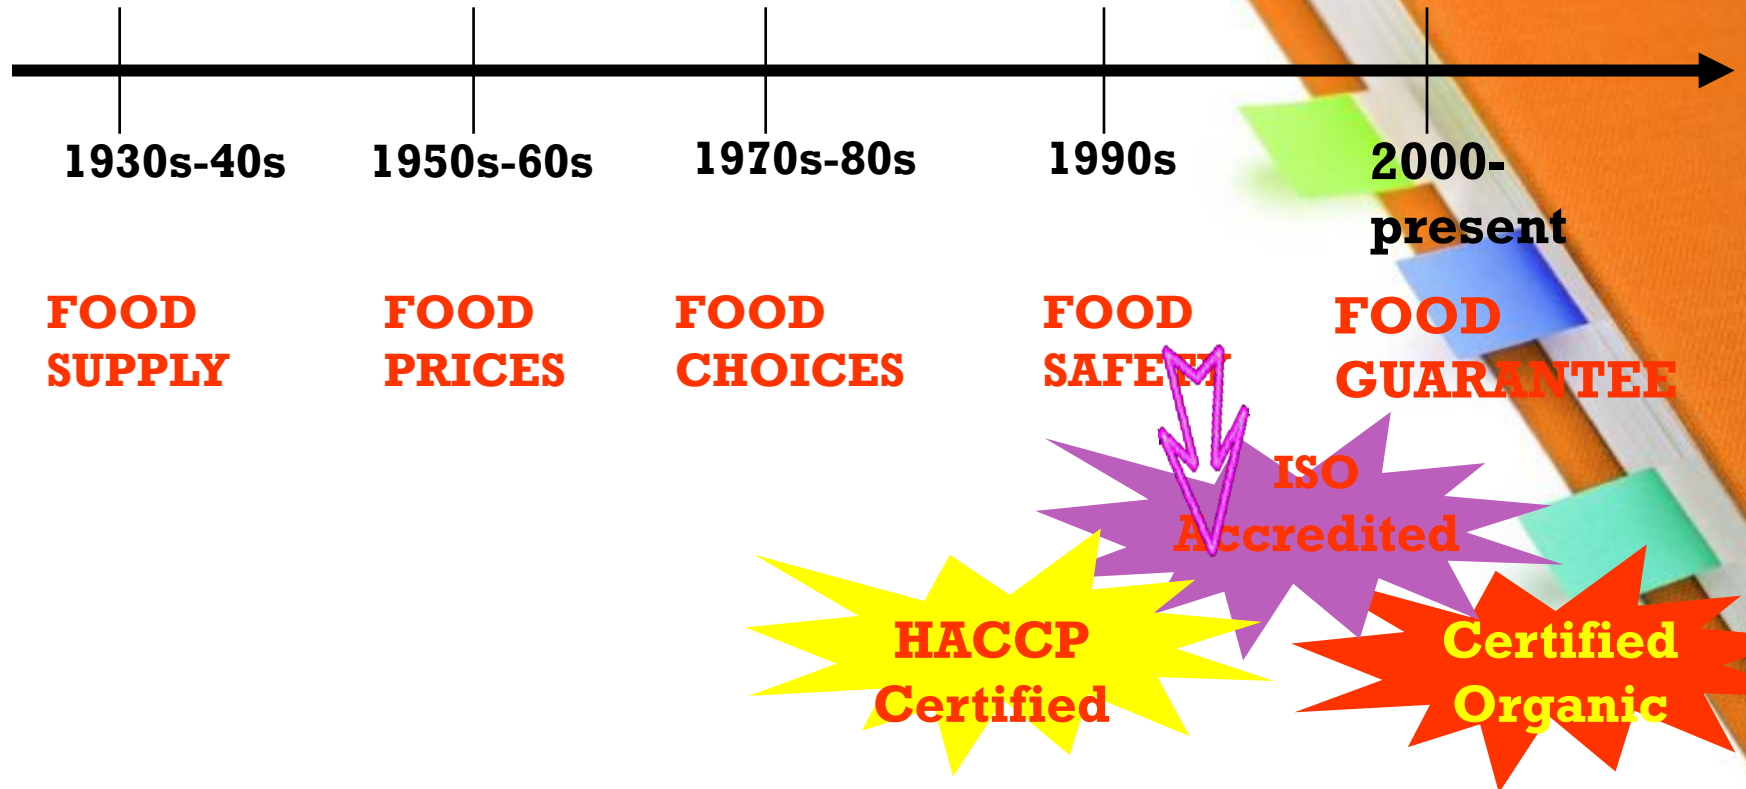 1930s-40s
1950s-60s
1970s-80s
1990s
2000-
present
FOOD
SUPPLY
FOOD
PRICES
FOOD
CHOICES
FOOD
SAFETY
FOOD
GUARANTEE
ISO
Accredited
HACCP
Certified
Certified
Organic